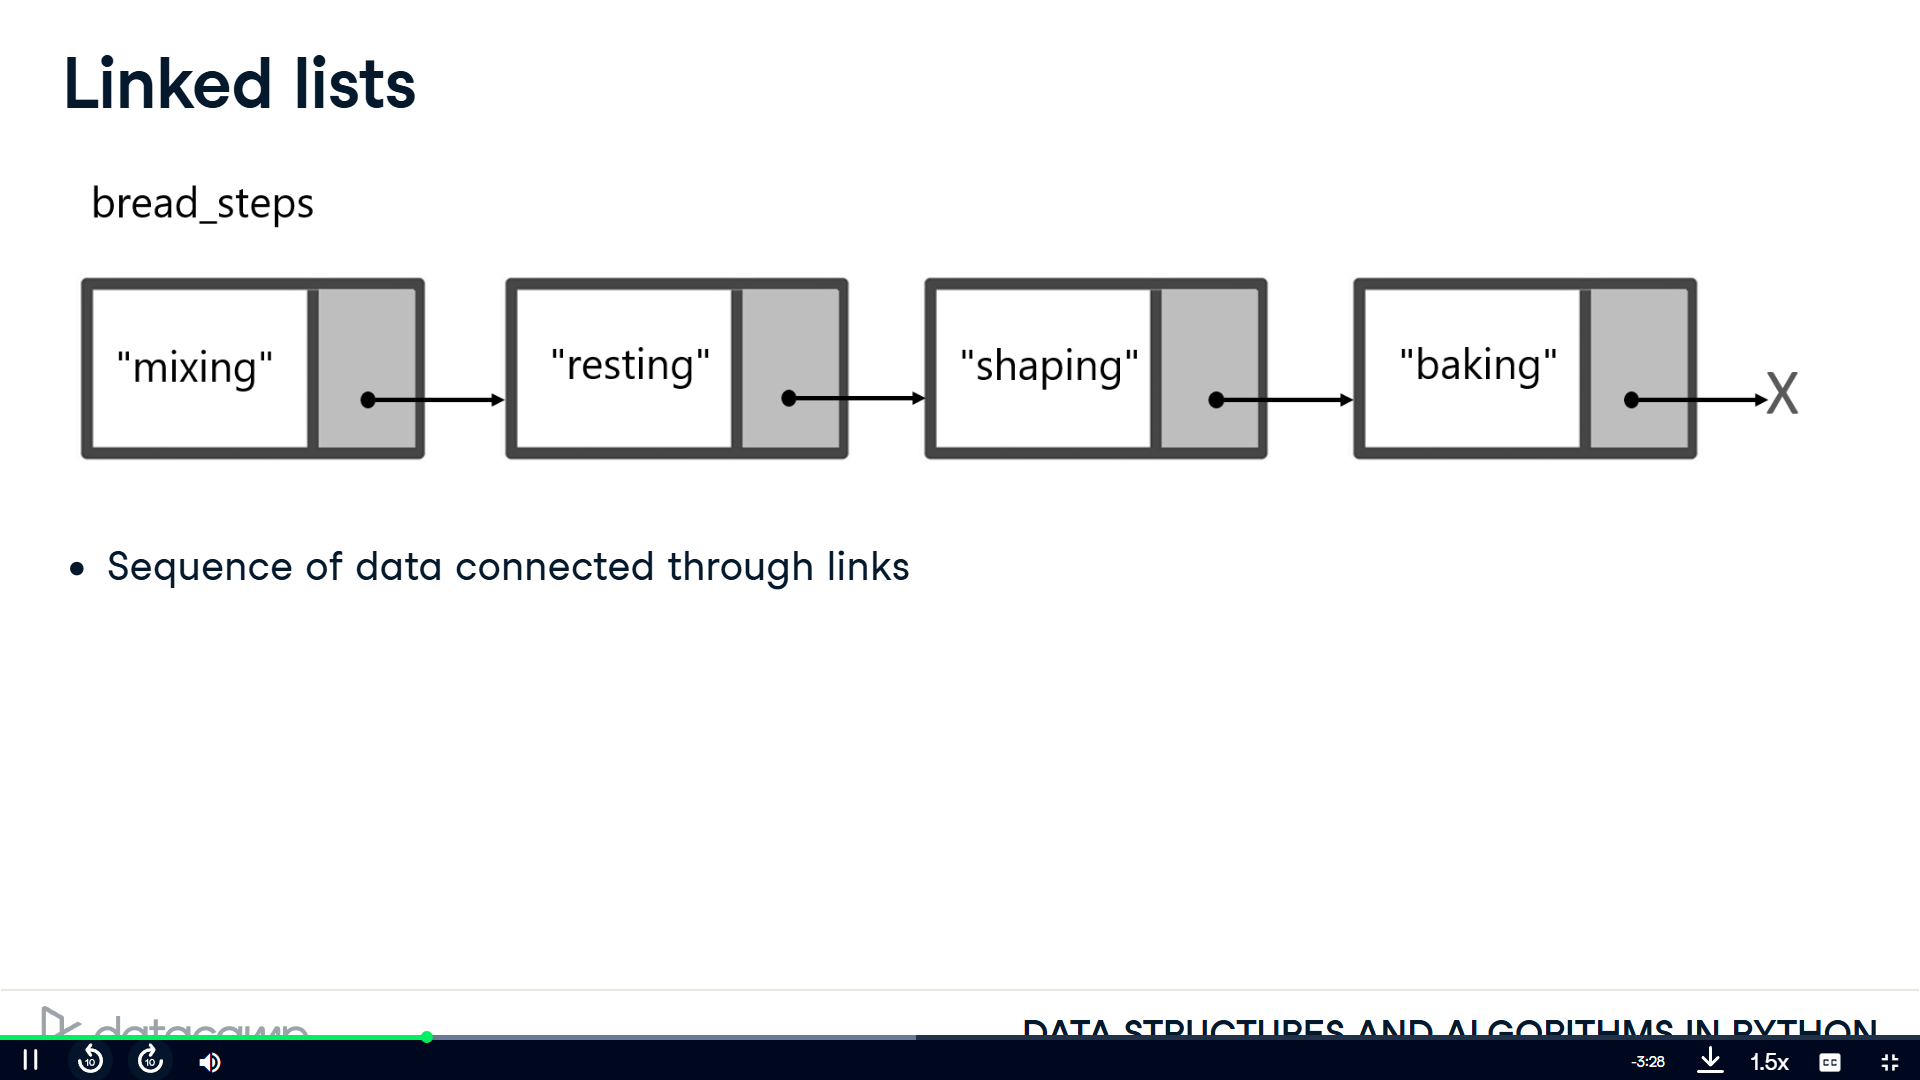 Linked lists
bread_steps
"mixing" "resting" "shaping" "baking" X
• Sequence of data connected through links
datacamp DATA STRUCTURES AND ALGORITHMS IN PYTHON
10 10 -3:28 1.5x CC